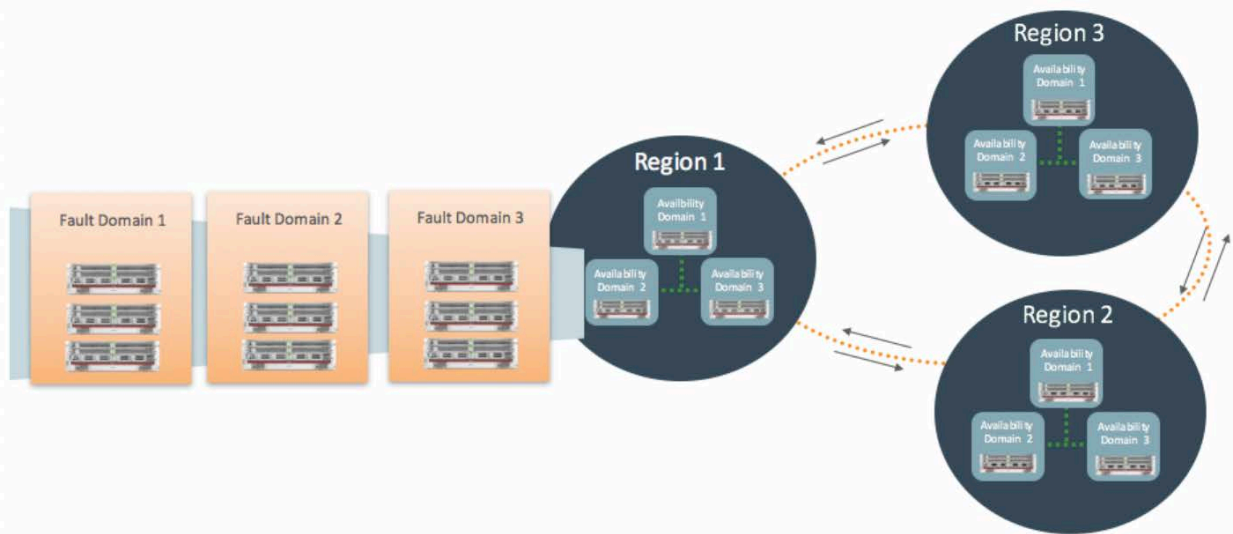 Fault Domain 1
Fault Domain 2
Fault Domain 3
Region 1
Availbility
Domain 1
Availability
Domain 2
Availability
Domain 3
Region 3
Availability
Domain 1
Availability
Domain 2
Availability
Domain 3
Region 2
Availability
Domain 1
Availability
Domain 2
Availability
Domain 3